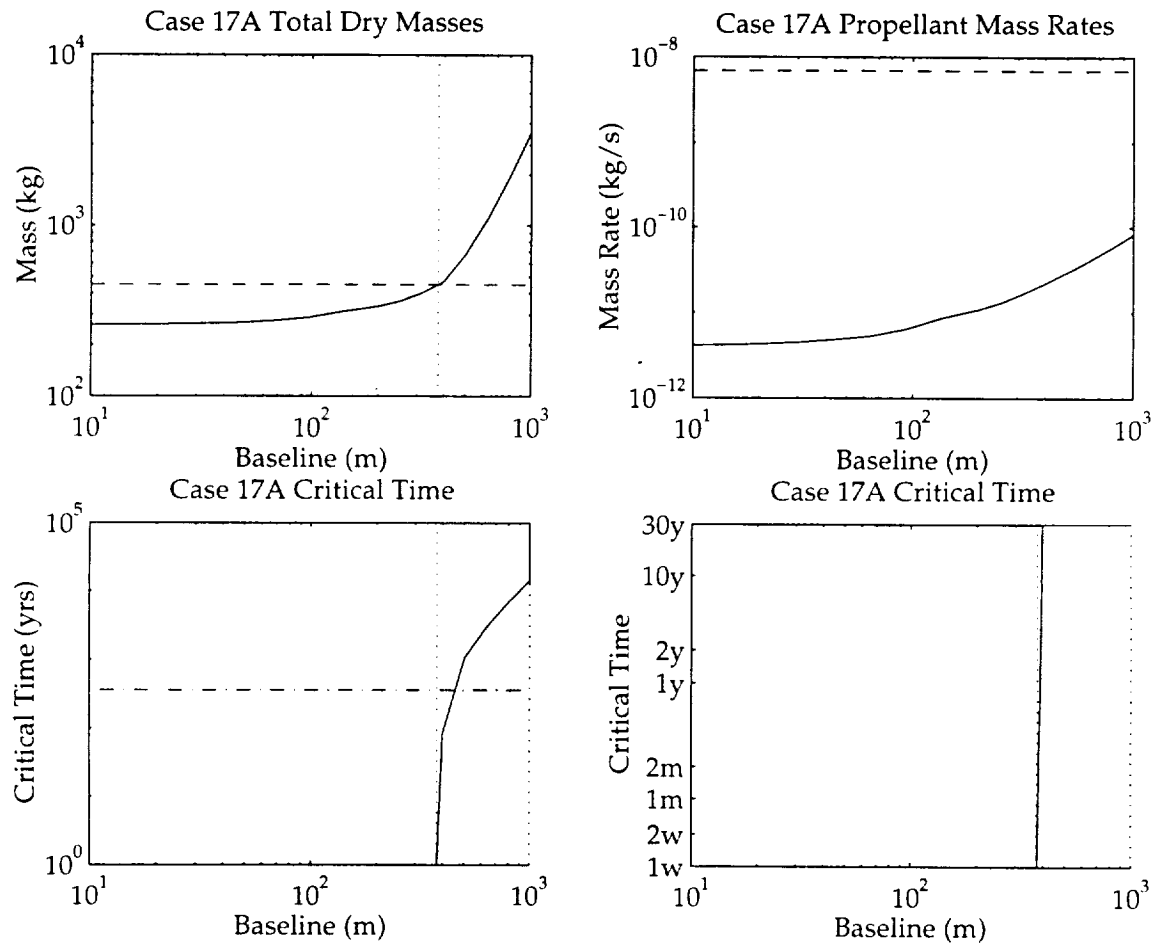 Case 17A Total Dry Masses
10^4
10^3
10^2
Mass (kg)
10^1
10^2
10^3
Baseline (m)
Case 17A Propellant Mass Rates
10^-8
10^-10
10^-12
Mass Rate (kg/s)
10^1
10^2
10^3
Baseline (m)
Case 17A Critical Time
10^5
10^0
Critical Time (yrs)
10^1
10^2
10^3
Baseline (m)
Case 17A Critical Time
30y
10y
2y
1y
2m
1m
2w
1w
Critical Time
10^1
10^2
10^3
Baseline (m)